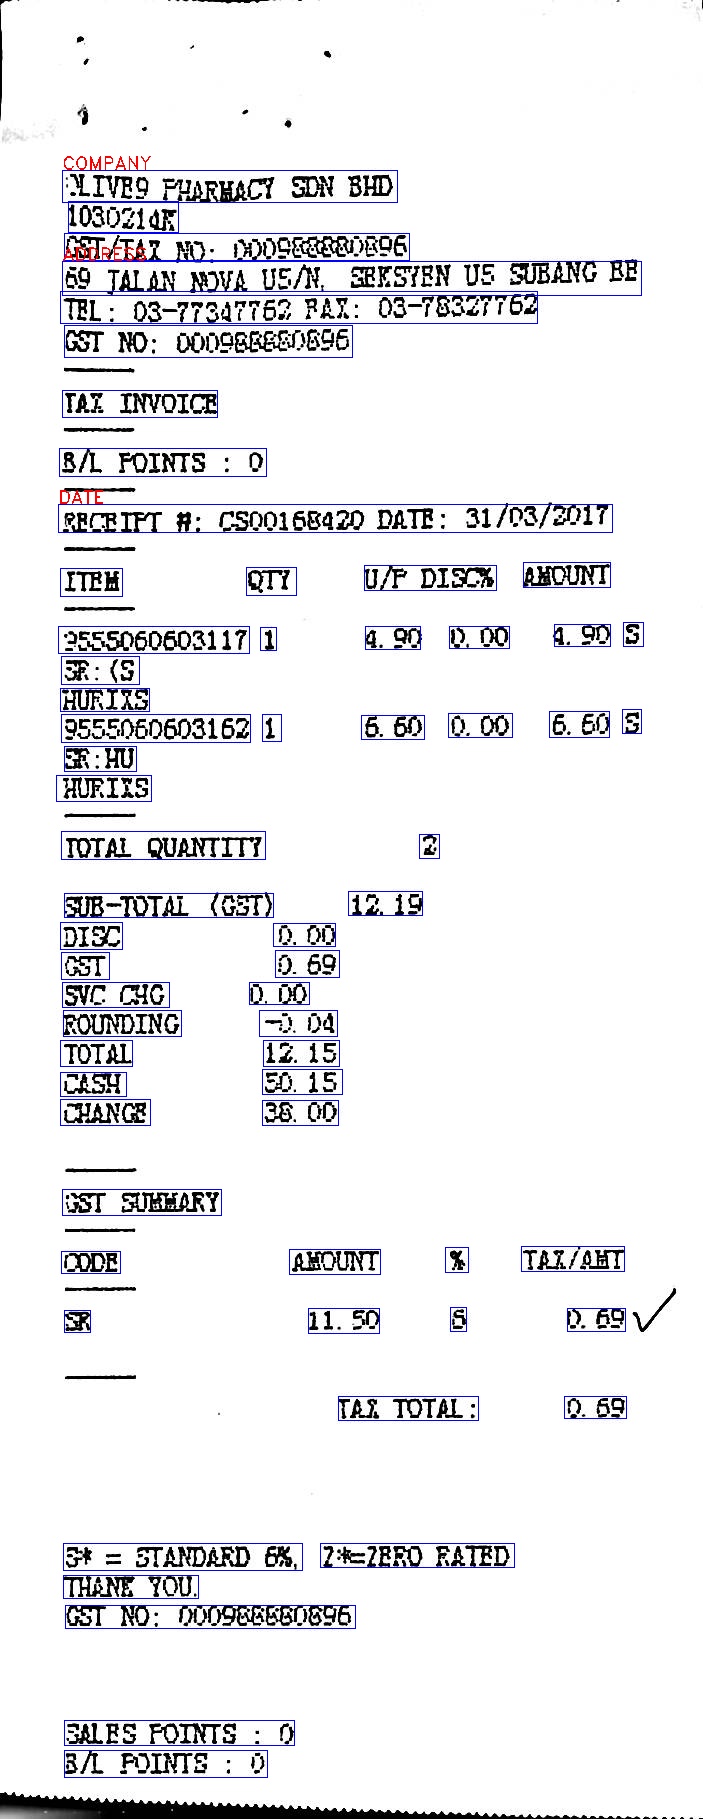 COMPANY
OLIVE9 PHARMACY SDN BHD
1030214K
ADDRESS
GST/TAX NO: 000988880896
69 JALAN NOVA U5/N, SEKSYEN U5 SUBANG BE
TEL: 03-77347762 FAX: 03-78327762
GST NO: 000988880896
TAX INVOICE
B/L POINTS : 0
DATE
RECEIPT #: CS00168420 DATE: 31/03/2017
ITEM QTY U/P DISC% AMOUNT
9555060603117 1 4.90 0.00 4.90 S
SR:(S
HURIXS
9555060603162 1 6.60 0.00 6.60 S
SR:HU
HURIXS
TOTAL QUANTITY 2
SUB-TOTAL (GST) 12.19
DISC 0.00
GST 0.69
SVC CHG 0.00
ROUNDING -0.04
TOTAL 12.15
CASH 50.15
CHANGE 38.00
GST SUMMARY
CODE AMOUNT % TAX/AMT
SR 11.50 6 0.69
TAX TOTAL: 0.69
S* = STANDARD 6%, Z*=ZERO RATED
THANK YOU.
GST NO: 000988880896
SALES POINTS : 0
B/L POINTS : 0